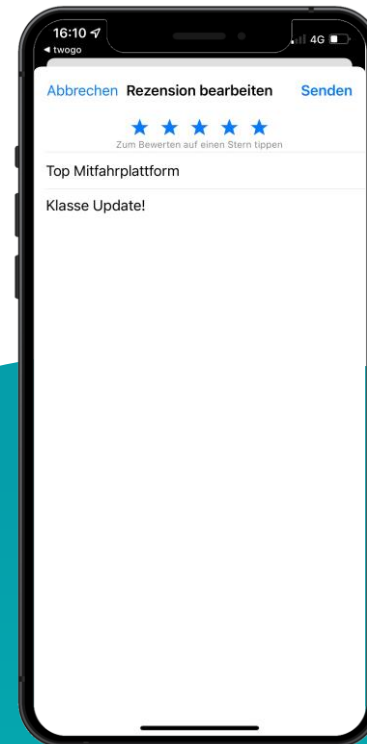 16:10
4G
◀ twogo
Abbrechen Rezension bearbeiten Senden
Zum Bewerten auf einen Stern tippen
Top Mitfahrplattform
Klasse Update!